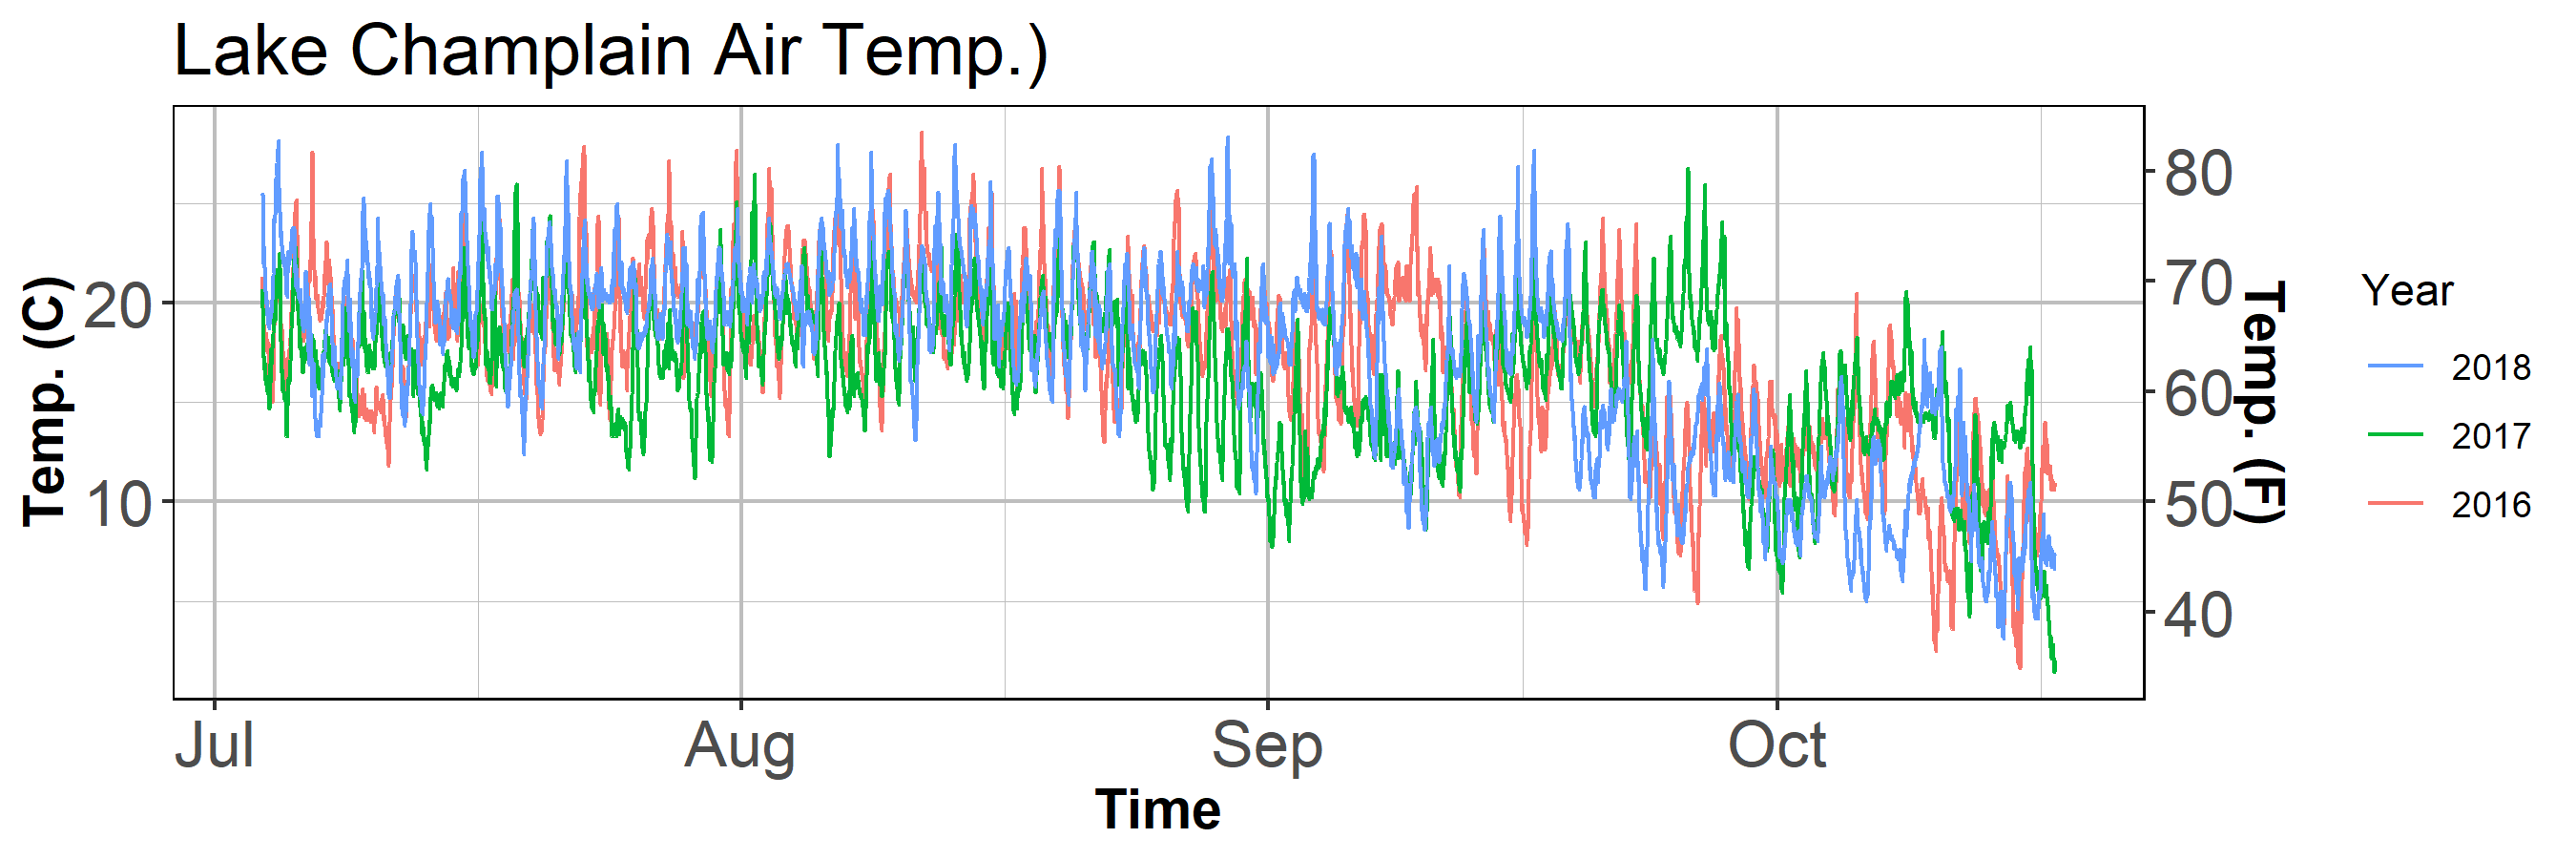 Lake Champlain Air Temp.)
Temp. (C)
20
10
80
70
60
50
40
Temp. (F)
Jul
Aug
Sep
Oct
Time
Year
2018
2017
2016